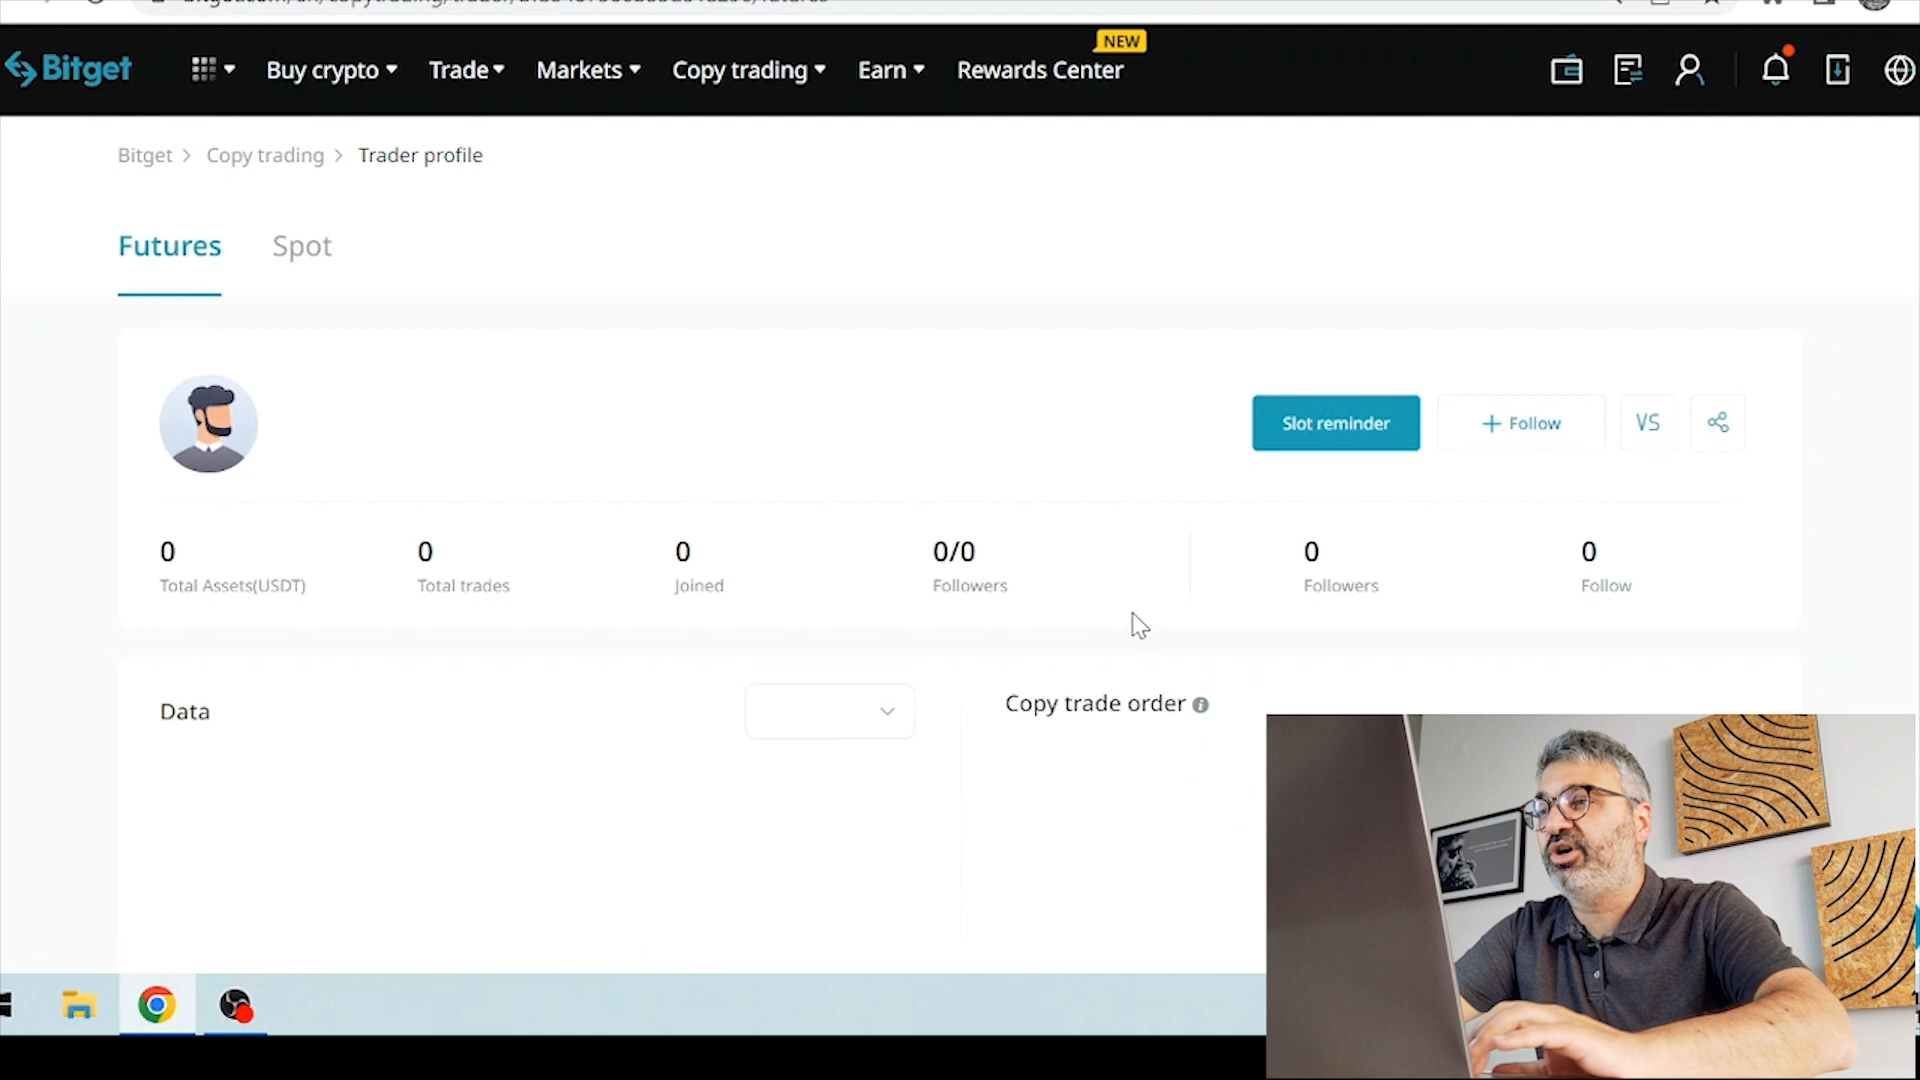 Bitget
Buy crypto
Trade
Markets
Copy trading
Earn
Rewards Center
NEW
Bitget > Copy trading > Trader profile
Futures
Spot
Slot reminder
+ Follow
VS
0
Total Assets(USDT)
0
Total trades
0
Joined
0/0
Followers
0
Followers
0
Follow
Data
Copy trade order